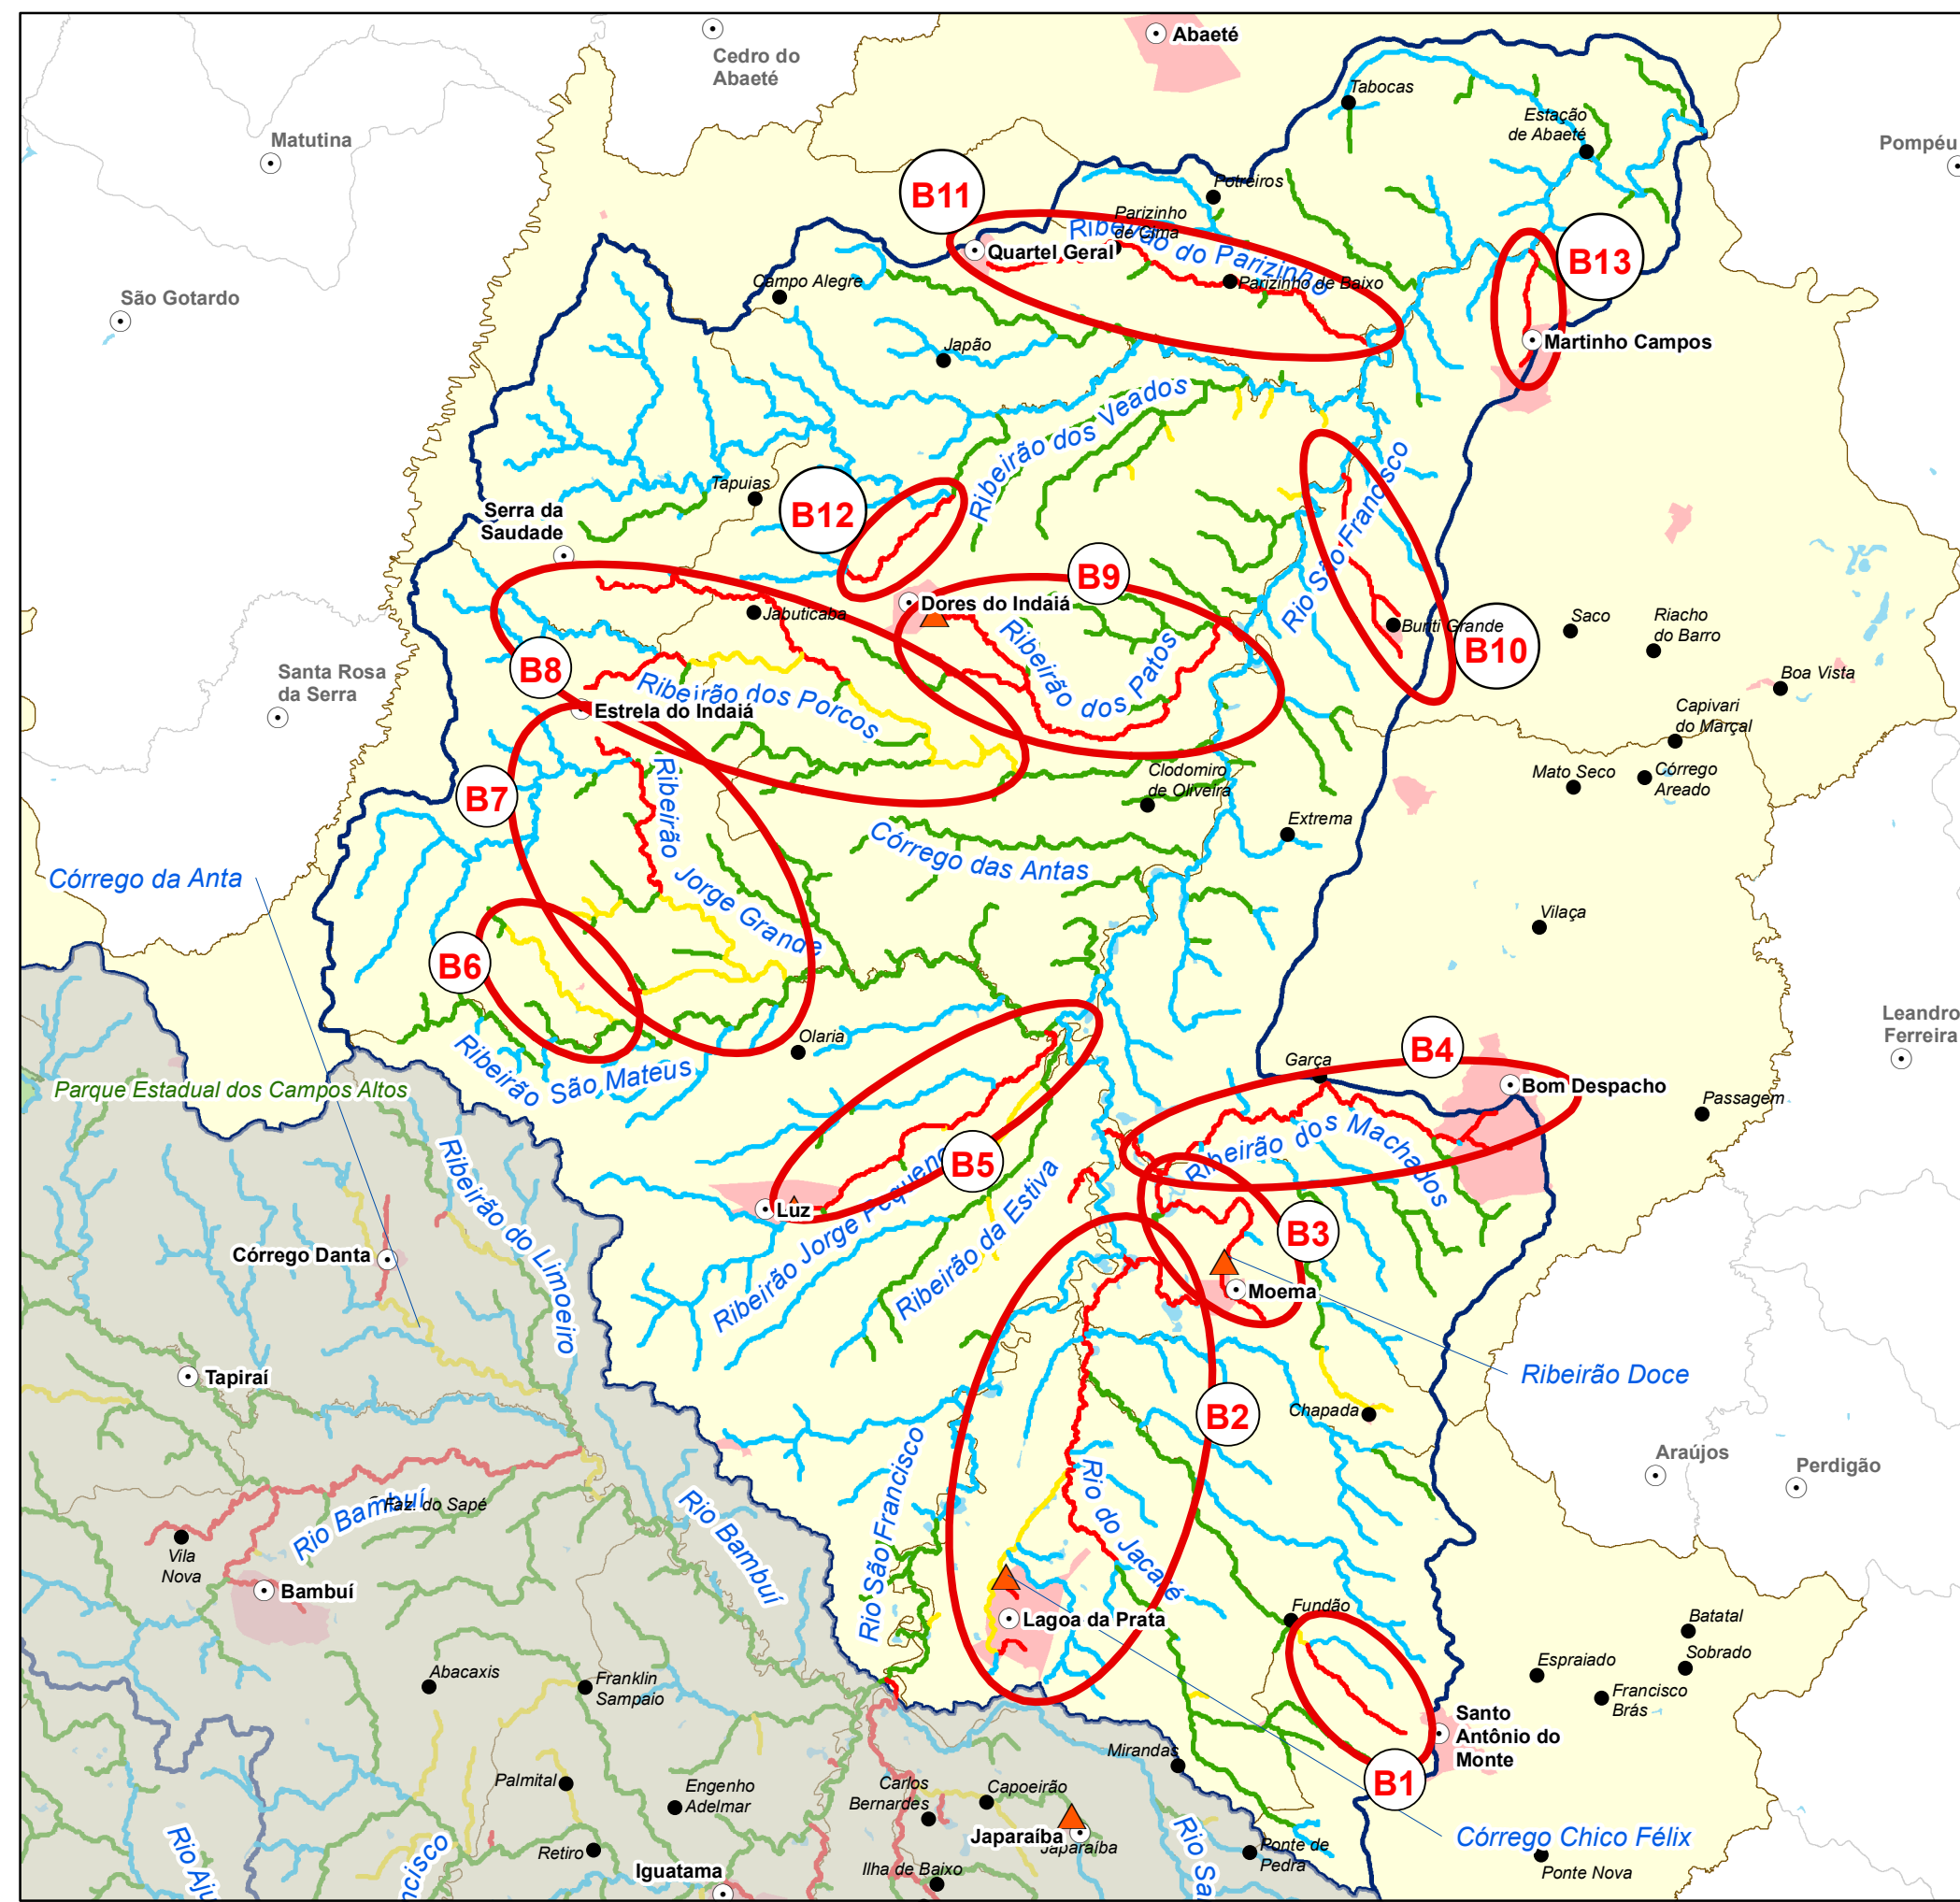 Cedro do
Abaeté
Abaeté
Tabocas
Estação
de Abaeté
Matutina
Pompéu
B11
Potreiros
Parizinho
de Cima
Ribeirão do Parizinho
Quartel Geral
B13
Campo Alegre
Parizinho de Baixo
São Gotardo
Japão
Martinho Campos
Ribeirão dos Veados
Tapuias
B12
Serra da
Saudade
Rio São Francisco
B9
Jabuticaba
Dores do Indaiá
Buriti Grande
Saco
Riacho
do Barro
B10
B8
Ribeirão dos Patos
Santa Rosa
da Serra
Boa Vista
Ribeirão dos Porcos
Estrela do Indaiá
Capivari
do Marçal
B7
Ribeirão Jorge Grande
Clodomiro
de Oliveira
Mato Seco
Córrego
Areado
Extrema
Córrego das Antas
Córrego da Anta
Vilaça
B6
Leandro
Ferreira
Olaria
Ribeirão São Mateus
Garça
B4
Parque Estadual dos Campos Altos
Bom Despacho
Passagem
Ribeirão dos Machados
B5
Ribeirão do Limoeiro
Luz
Ribeirão Jorge Pequeno
Ribeirão da Estiva
B3
Córrego Danta
Moema
Tapiraí
Ribeirão Doce
B2
Chapada
Araújos
Perdigão
Rio São Francisco
Rio do Jacaré
Faz. do Sapé
Rio Bambuí
Rio Bambuí
Vila
Nova
Bambuí
Lagoa da Prata
Fundão
Batatal
Sobrado
Espraiado
Francisco
Brás
Abacaxis
Franklin
Sampaio
Santo
Antônio do
Monte
Mirandas
B1
Palmital
Engenho
Adelmar
Carlos
Bernardes
Capoeirão
Japaraíba
Japaraíba
Córrego Chico Félix
Retiro
Ponte de
Pedra
Ponte Nova
Iguatama
Ilha de Baixo
Rio Aju
ncisco
Rio Sa